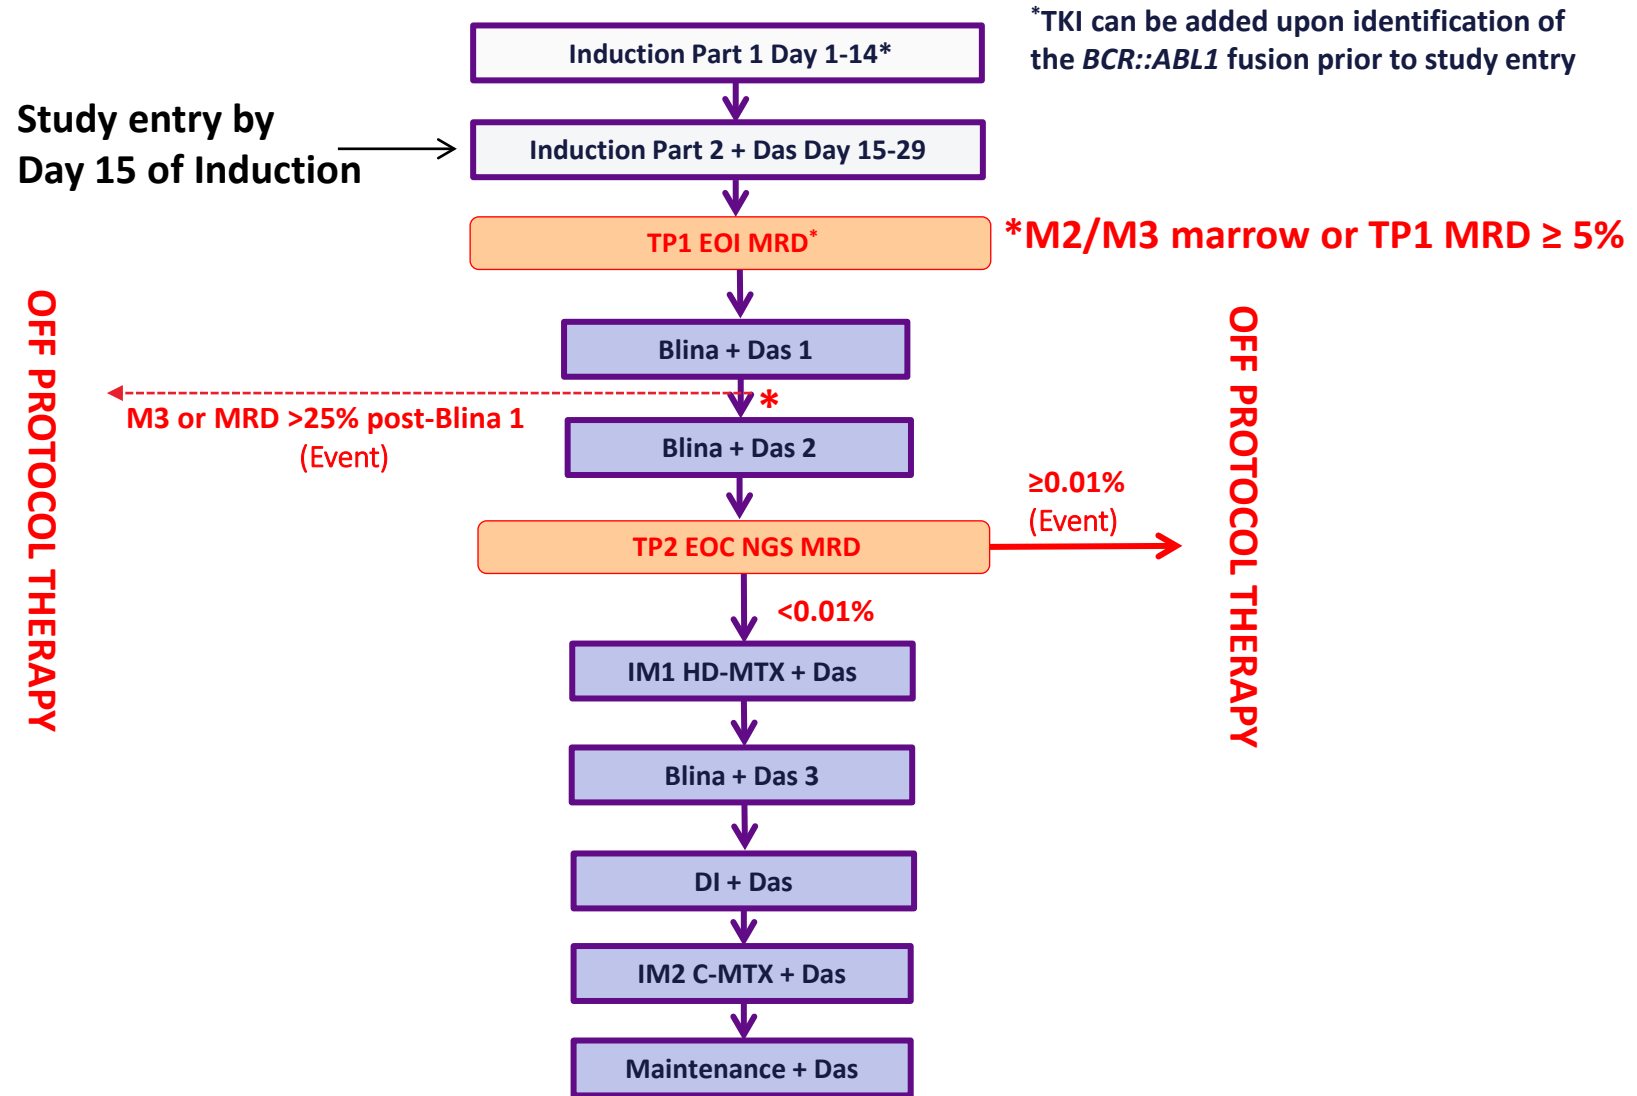 *TKI can be added upon identification of
the BCR::ABL1 fusion prior to study entry
Induction Part 1 Day 1-14*
Study entry by
Day 15 of Induction
Induction Part 2 + Das Day 15-29
TP1 EOI MRD*
*M2/M3 marrow or TP1 MRD ≥ 5%
OFF PROTOCOL THERAPY
Blina + Das 1
*
M3 or MRD >25% post-Blina 1
(Event)
Blina + Das 2
≥0.01%
(Event)
TP2 EOC NGS MRD
OFF PROTOCOL THERAPY
<0.01%
IM1 HD-MTX + Das
Blina + Das 3
DI + Das
IM2 C-MTX + Das
Maintenance + Das